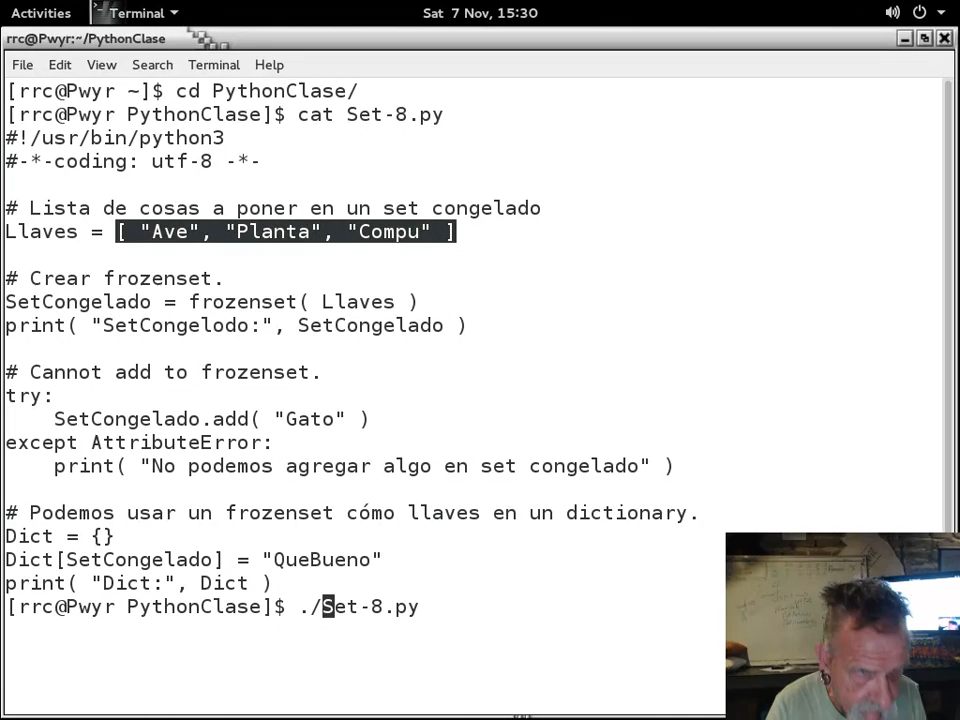 Activities Terminal Sat 7 Nov, 15:30
rrc@Pwyr:~/PythonClase
File Edit View Search Terminal Help
[rrc@Pwyr ~]$ cd PythonClase/
[rrc@Pwyr PythonClase]$ cat Set-8.py
#!/usr/bin/python3
#-*-coding: utf-8 -*-
# Lista de cosas a poner en un set congelado
Llaves = [ "Ave", "Planta", "Compu" ]
# Crear frozenset.
SetCongelado = frozenset( Llaves )
print( "SetCongelodo:", SetCongelado )
# Cannot add to frozenset.
try:
    SetCongelado.add( "Gato" )
except AttributeError:
    print( "No podemos agregar algo en set congelado" )
# Podemos usar un frozenset cómo llaves en un dictionary.
Dict = {}
Dict[SetCongelado] = "QueBueno"
print( "Dict:", Dict )
[rrc@Pwyr PythonClase]$ ./Set-8.py